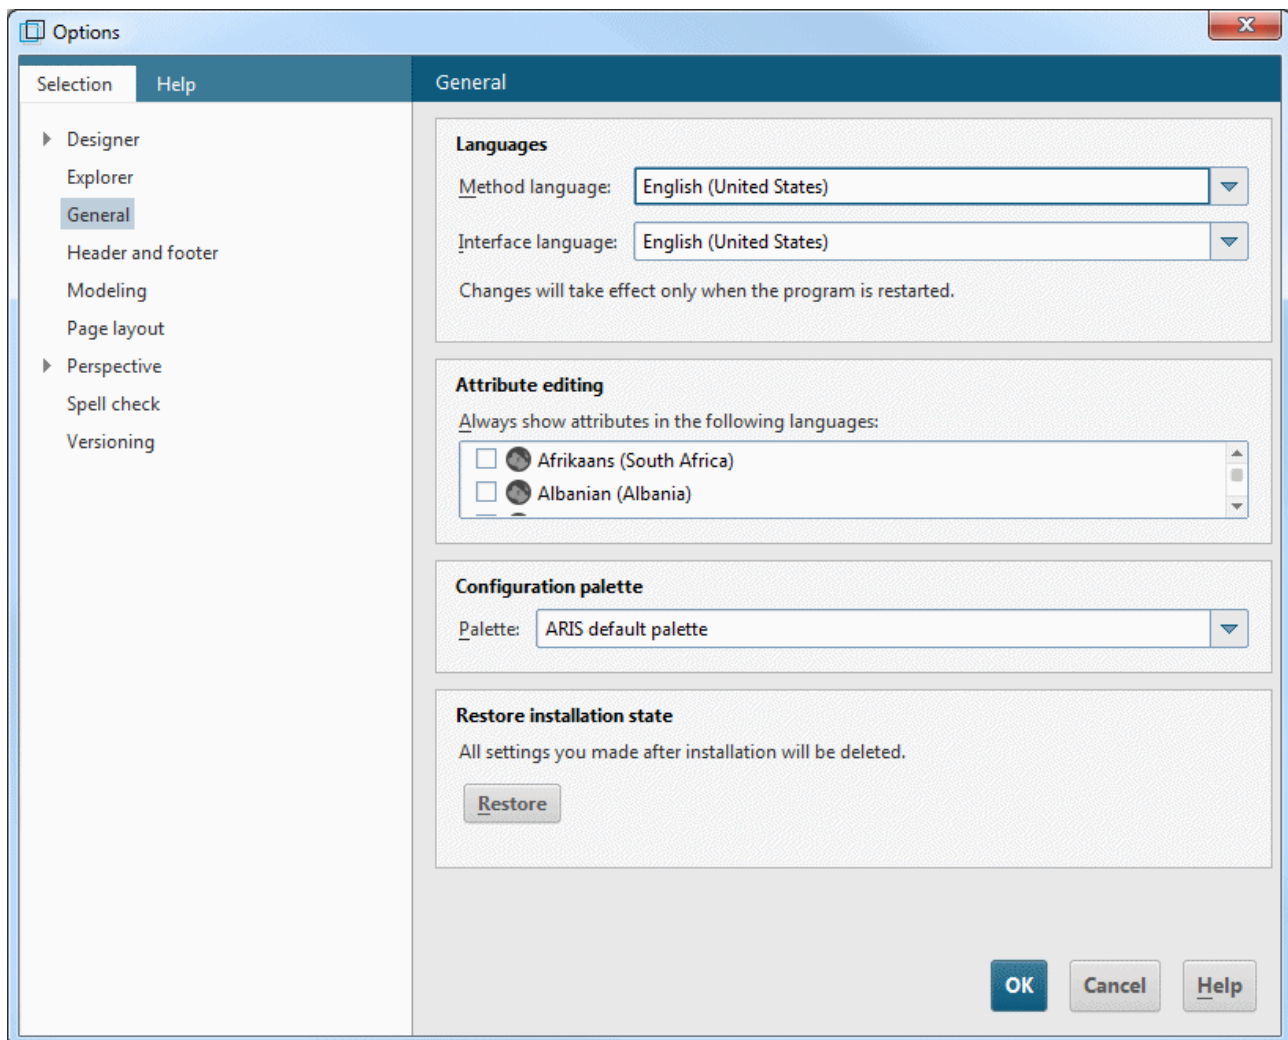 Options
Selection
Help
Designer
Explorer
General
Header and footer
Modeling
Page layout
Perspective
Spell check
Versioning
General
Languages
Method language: English (United States)
Interface language: English (United States)
Changes will take effect only when the program is restarted.
Attribute editing
Always show attributes in the following languages:
Afrikaans (South Africa)
Albanian (Albania)
Configuration palette
Palette: ARIS default palette
Restore installation state
All settings you made after installation will be deleted.
Restore
OK
Cancel
Help